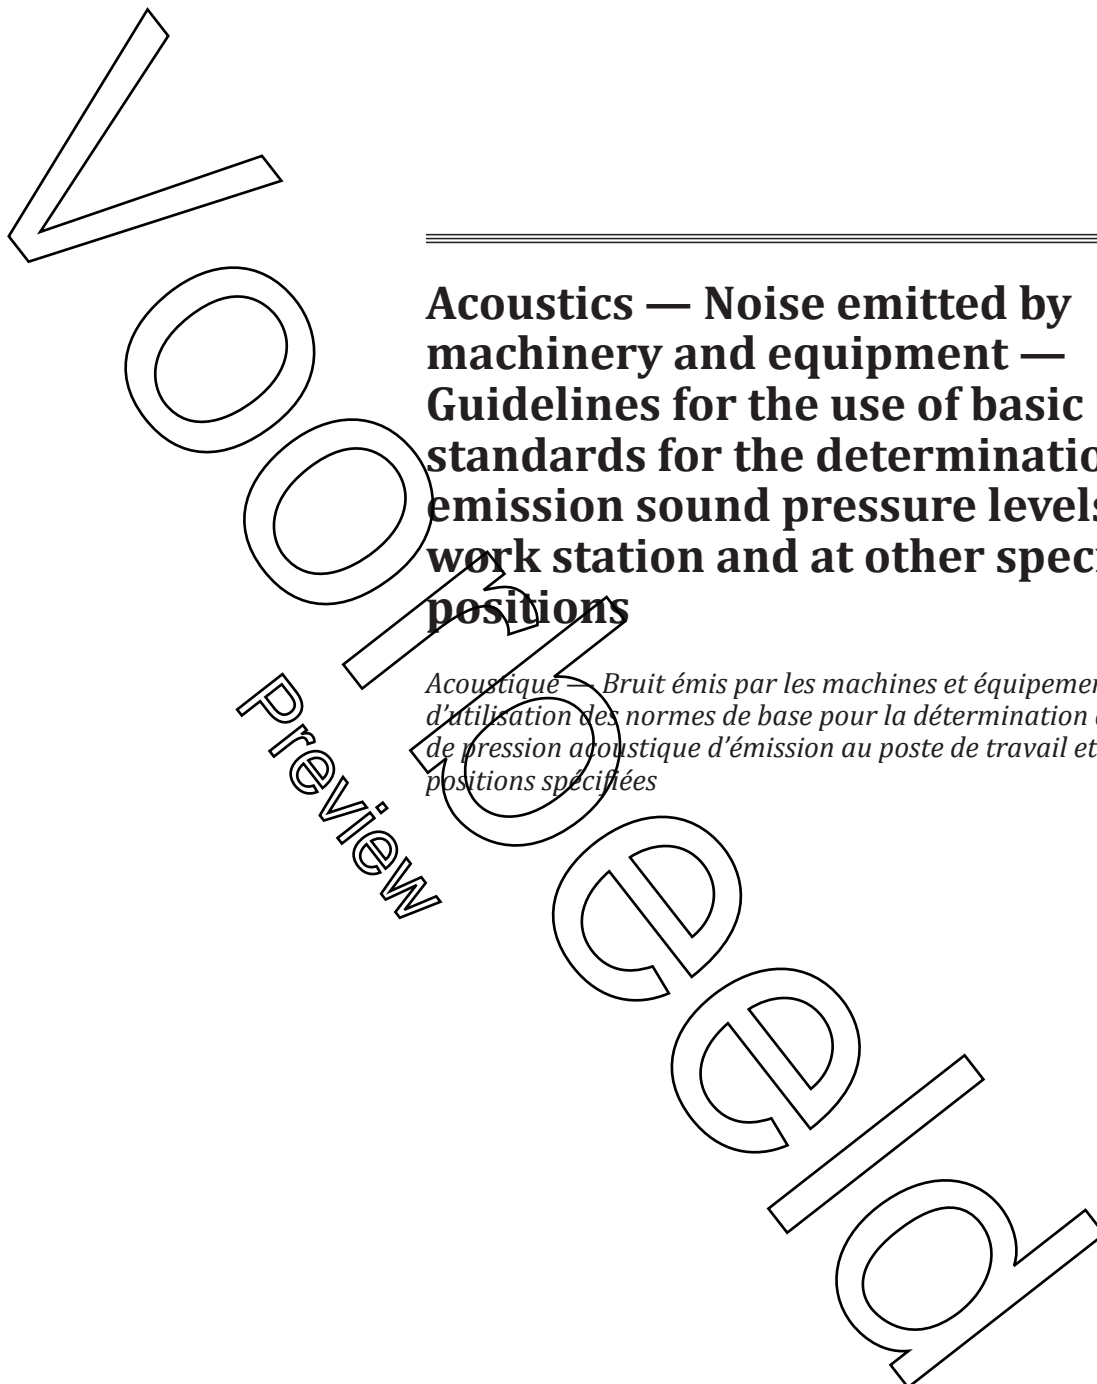 Acoustics — Noise emitted by
machinery and equipment —
Guidelines for the use of basic
standards for the determinatio
emission sound pressure levels
work station and at other speci
positions
Acoustique — Bruit émis par les machines et équipemen
d’utilisation des normes de base pour la détermination
de pression acoustique d’émission au poste de travail et
positions spécifiées
Voorbeeld
Preview